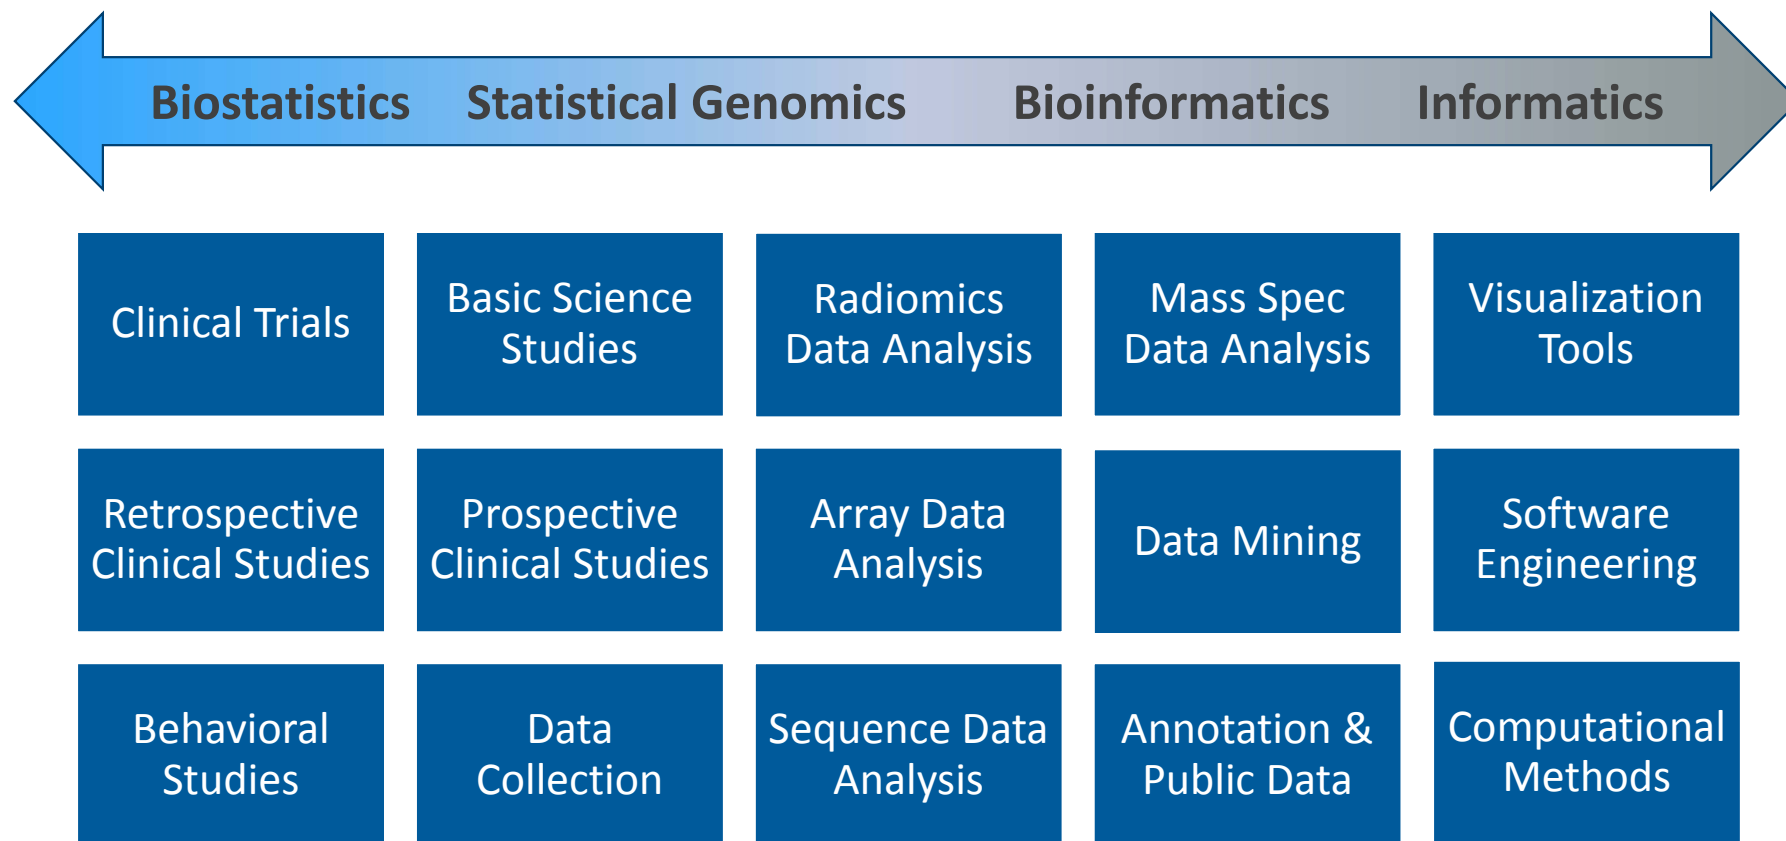 Biostatistics Statistical Genomics Bioinformatics Informatics
Clinical Trials
Basic Science
Studies
Radiomics
Data Analysis
Mass Spec
Data Analysis
Visualization
Tools
Retrospective
Clinical Studies
Prospective
Clinical Studies
Array Data
Analysis
Data Mining
Software
Engineering
Behavioral
Studies
Data
Collection
Sequence Data
Analysis
Annotation &
Public Data
Computational
Methods